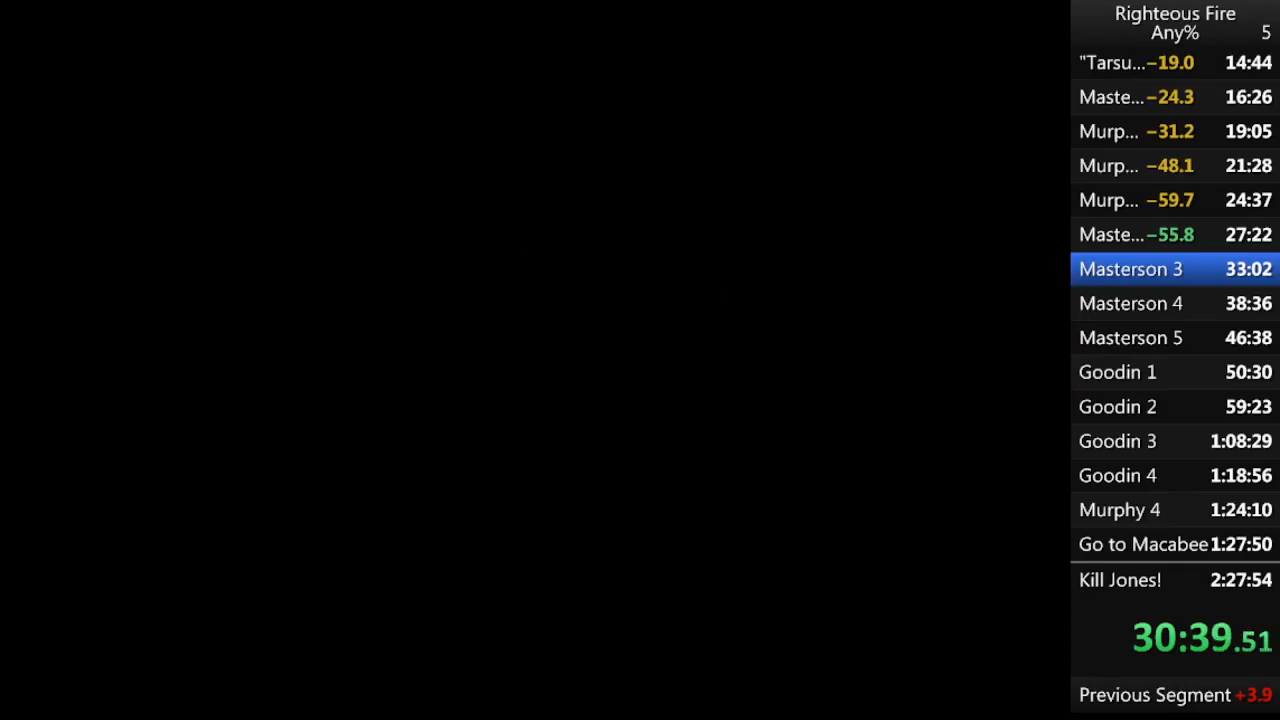 Righteous Fire
Any% 5
"Tarsu... −19.0 14:44
Maste... −24.3 16:26
Murp... −31.2 19:05
Murp... −48.1 21:28
Murp... −59.7 24:37
Maste... −55.8 27:22
Masterson 3 33:02
Masterson 4 38:36
Masterson 5 46:38
Goodin 1 50:30
Goodin 2 59:23
Goodin 3 1:08:29
Goodin 4 1:18:56
Murphy 4 1:24:10
Go to Macabee 1:27:50
Kill Jones! 2:27:54
30:39.51
Previous Segment +3.9